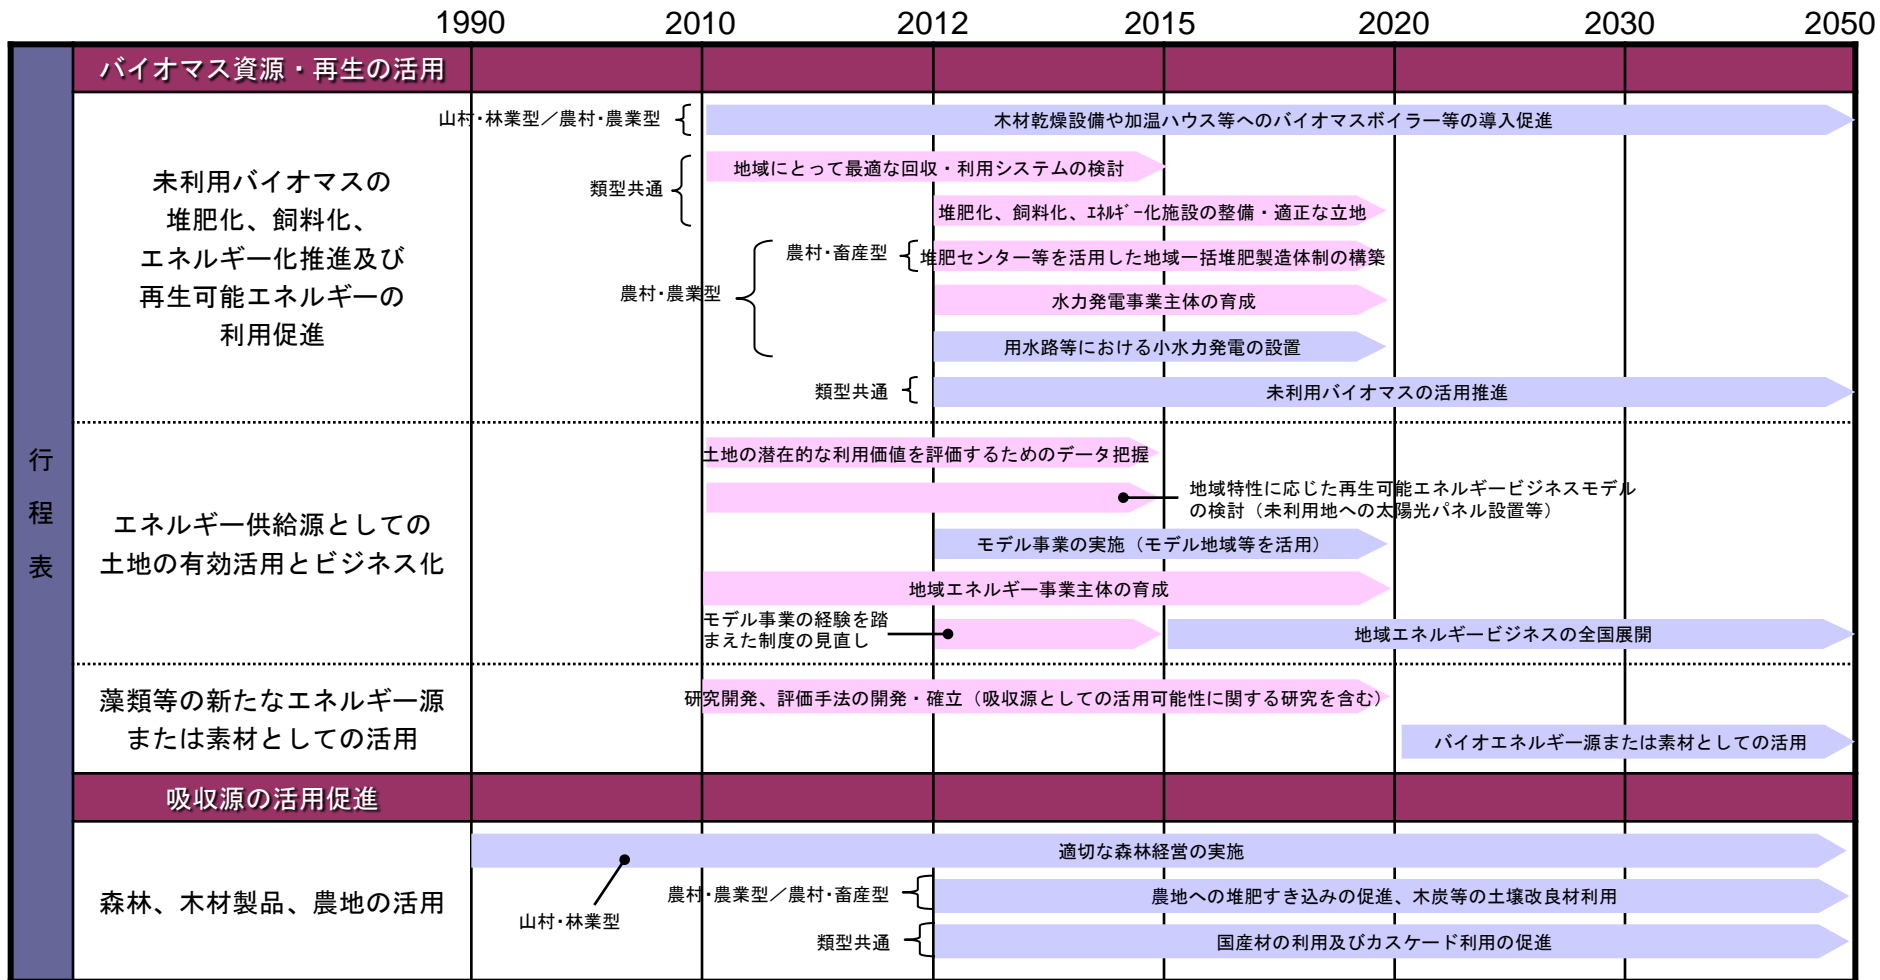 1990 2010 2012 2015 2020 2030 2050
行程表
バイオマス資源・再生の活用
未利用バイオマスの
堆肥化、飼料化、
エネルギー化推進及び
再生可能エネルギーの
利用促進
山村・林業型／農村・農業型
木材乾燥設備や加温ハウス等へのバイオマスボイラー等の導入促進
類型共通
地域にとって最適な回収・利用システムの検討
堆肥化、飼料化、ｴﾈﾙｷﾞｰ化施設の整備・適正な立地
農村・農業型
農村・畜産型
堆肥センター等を活用した地域一括堆肥製造体制の構築
水力発電事業主体の育成
用水路等における小水力発電の設置
類型共通
未利用バイオマスの活用推進
エネルギー供給源としての
土地の有効活用とビジネス化
土地の潜在的な利用価値を評価するためのデータ把握
地域特性に応じた再生可能エネルギービジネスモデル
の検討（未利用地への太陽光パネル設置等）
モデル事業の実施（モデル地域等を活用）
地域エネルギー事業主体の育成
モデル事業の経験を踏
まえた制度の見直し
地域エネルギービジネスの全国展開
藻類等の新たなエネルギー源
または素材としての活用
研究開発、評価手法の開発・確立（吸収源としての活用可能性に関する研究を含む）
バイオエネルギー源または素材としての活用
吸収源の活用促進
森林、木材製品、農地の活用
適切な森林経営の実施
山村・林業型
農村・農業型／農村・畜産型
農地への堆肥すき込みの促進、木炭等の土壌改良材利用
類型共通
国産材の利用及びカスケード利用の促進